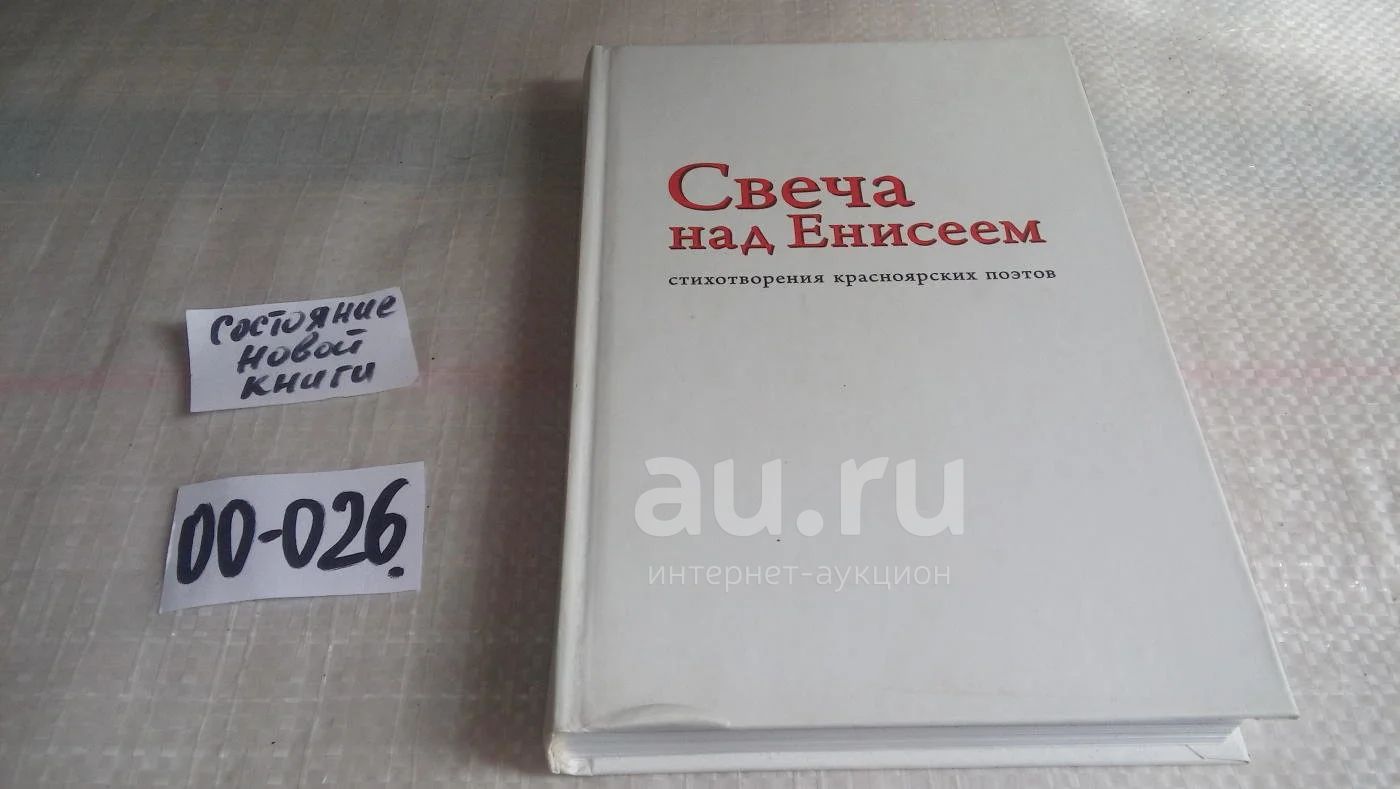 Свеча
над Енисеем
стихотворения красноярских поэтов
Состояние
новой
книги
00-026.
au.ru
интернет-аукцион